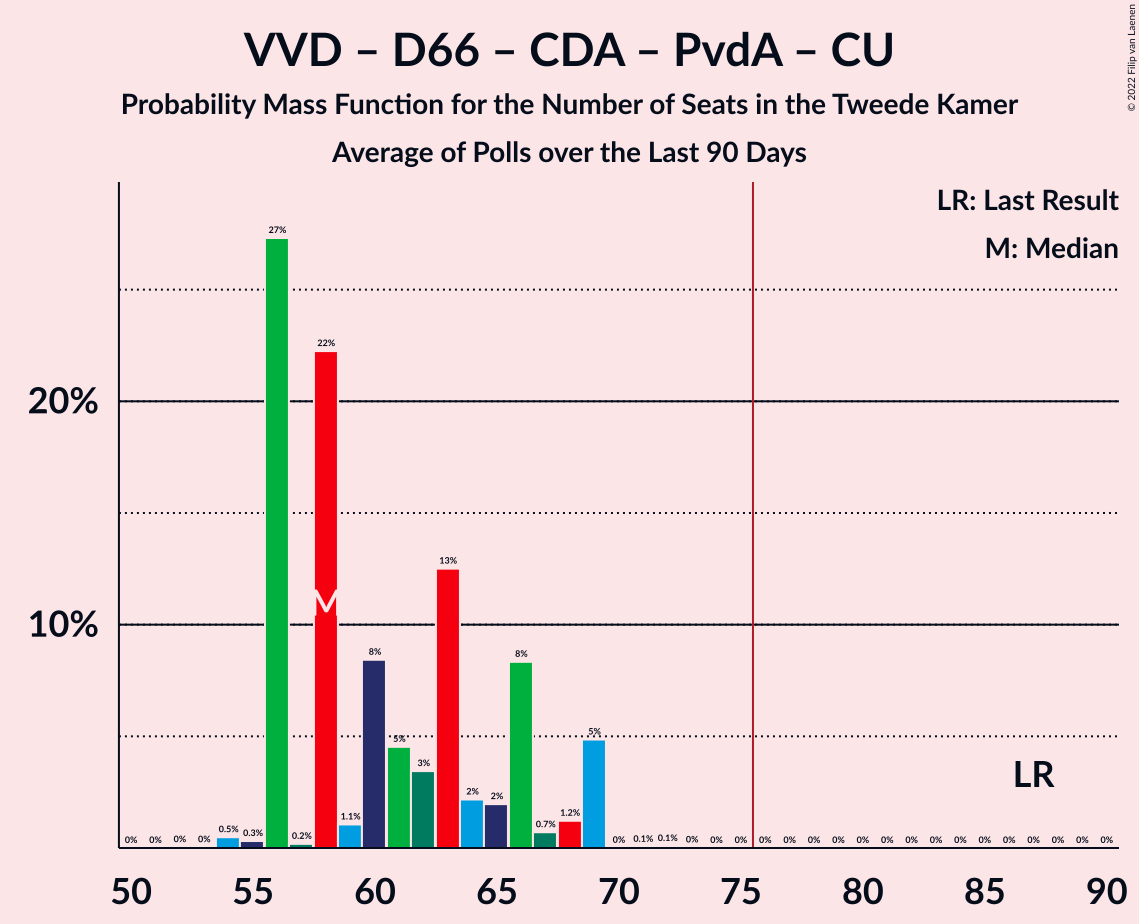 VVD – D66 – CDA – PvdA – CU
Probability Mass Function for the Number of Seats in the Tweede Kamer
Average of Polls over the Last 90 Days
© 2022 Filip van Laenen
LR: Last Result
M: Median
20%
10%
0% 0% 0% 0% 0.5% 0.3% 27% 0.2% 22% 1.1% 8% 5% 3% 13% 2% 2% 8% 0.7% 1.2% 5% 0% 0.1% 0.1% 0% 0% 0% 0% 0% 0% 0% 0% 0% 0% 0% 0% 0% 0% 0% 0% 0% 0%
M
LR
50 55 60 65 70 75 80 85 90